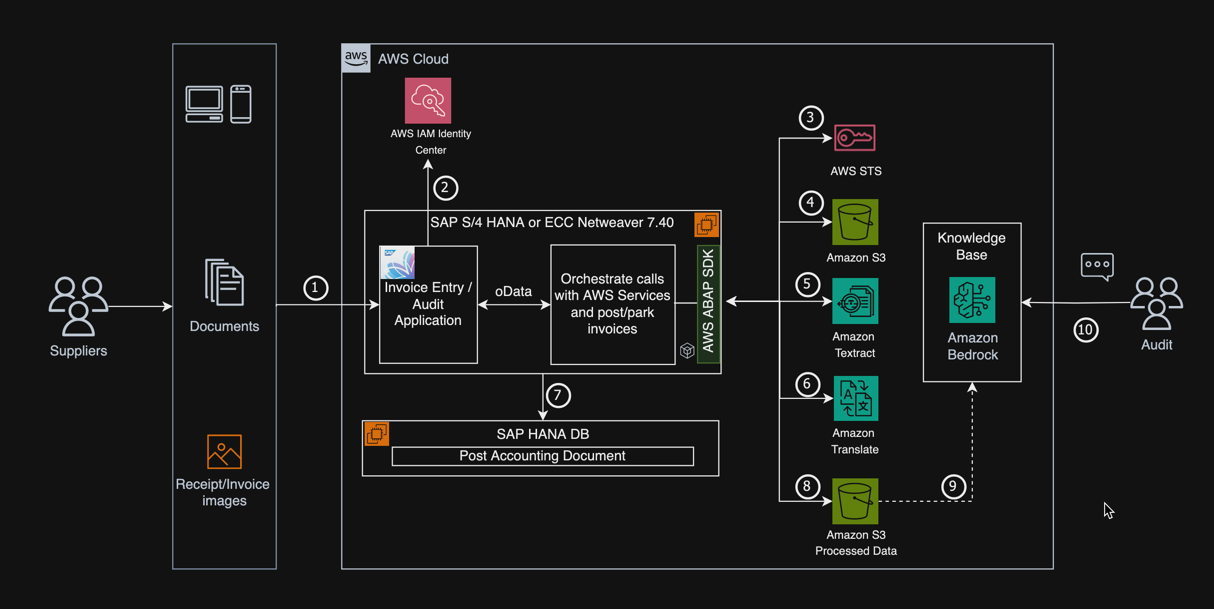 aws
AWS Cloud
AWS IAM Identity
Center
2
SAP S/4 HANA or ECC Netweaver 7.40
SAP
Invoice Entry /
Audit
Application
oData
Orchestrate calls
with AWS Services
and post/park
invoices
AWS ABAP SDK
1
Suppliers
Documents
Receipt/Invoice
images
7
SAP HANA DB
Post Accounting Document
3
AWS STS
4
Amazon S3
5
Amazon
Textract
6
A
文
Amazon
Translate
8
Amazon S3
Processed Data
9
Knowledge
Base
Amazon
Bedrock
10
Audit